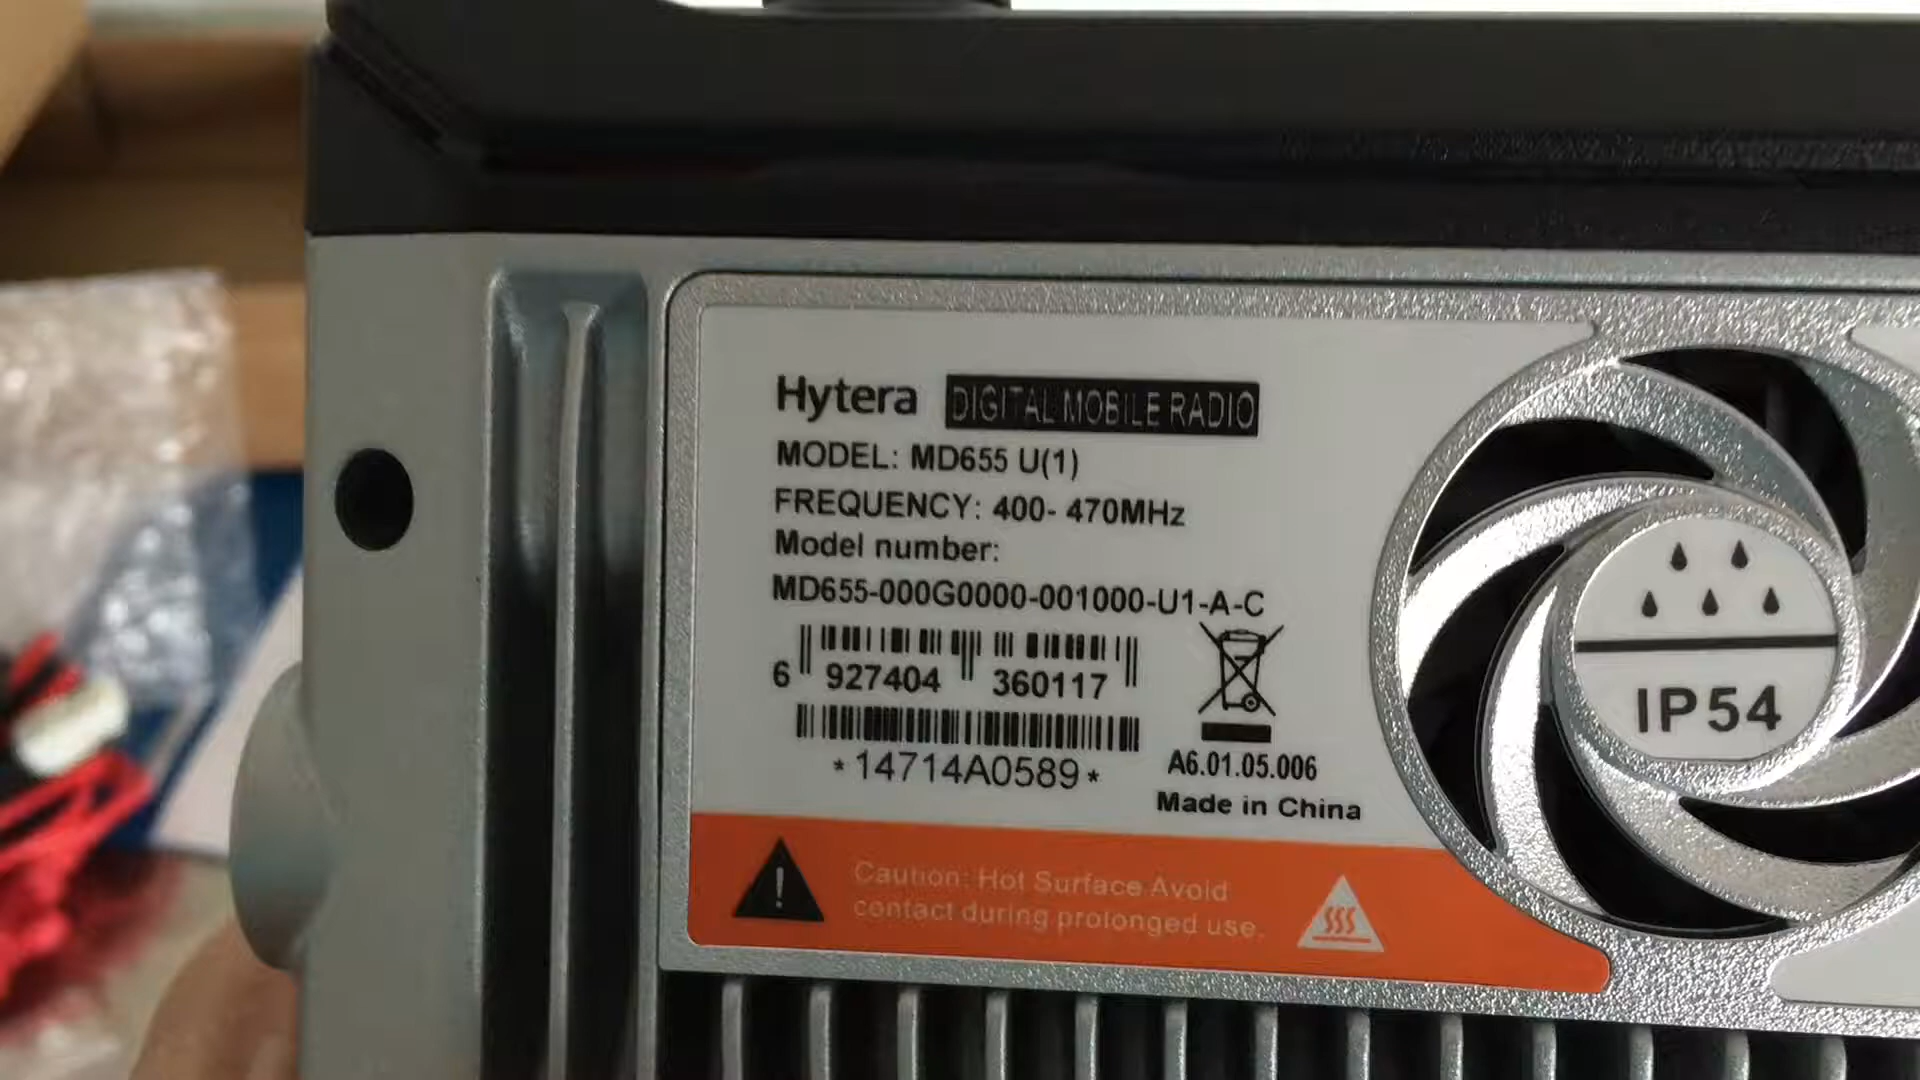 Hytera DIGITAL MOBILE RADIO
MODEL: MD655 U(1)
FREQUENCY: 400- 470MHz
Model number:
MD655-000G0000-001000-U1-A-C
6 927404 360117
*14714A0589*
A6.01.05.006
Made in China
IP54
Caution: Hot Surface Avoid
contact during prolonged use.